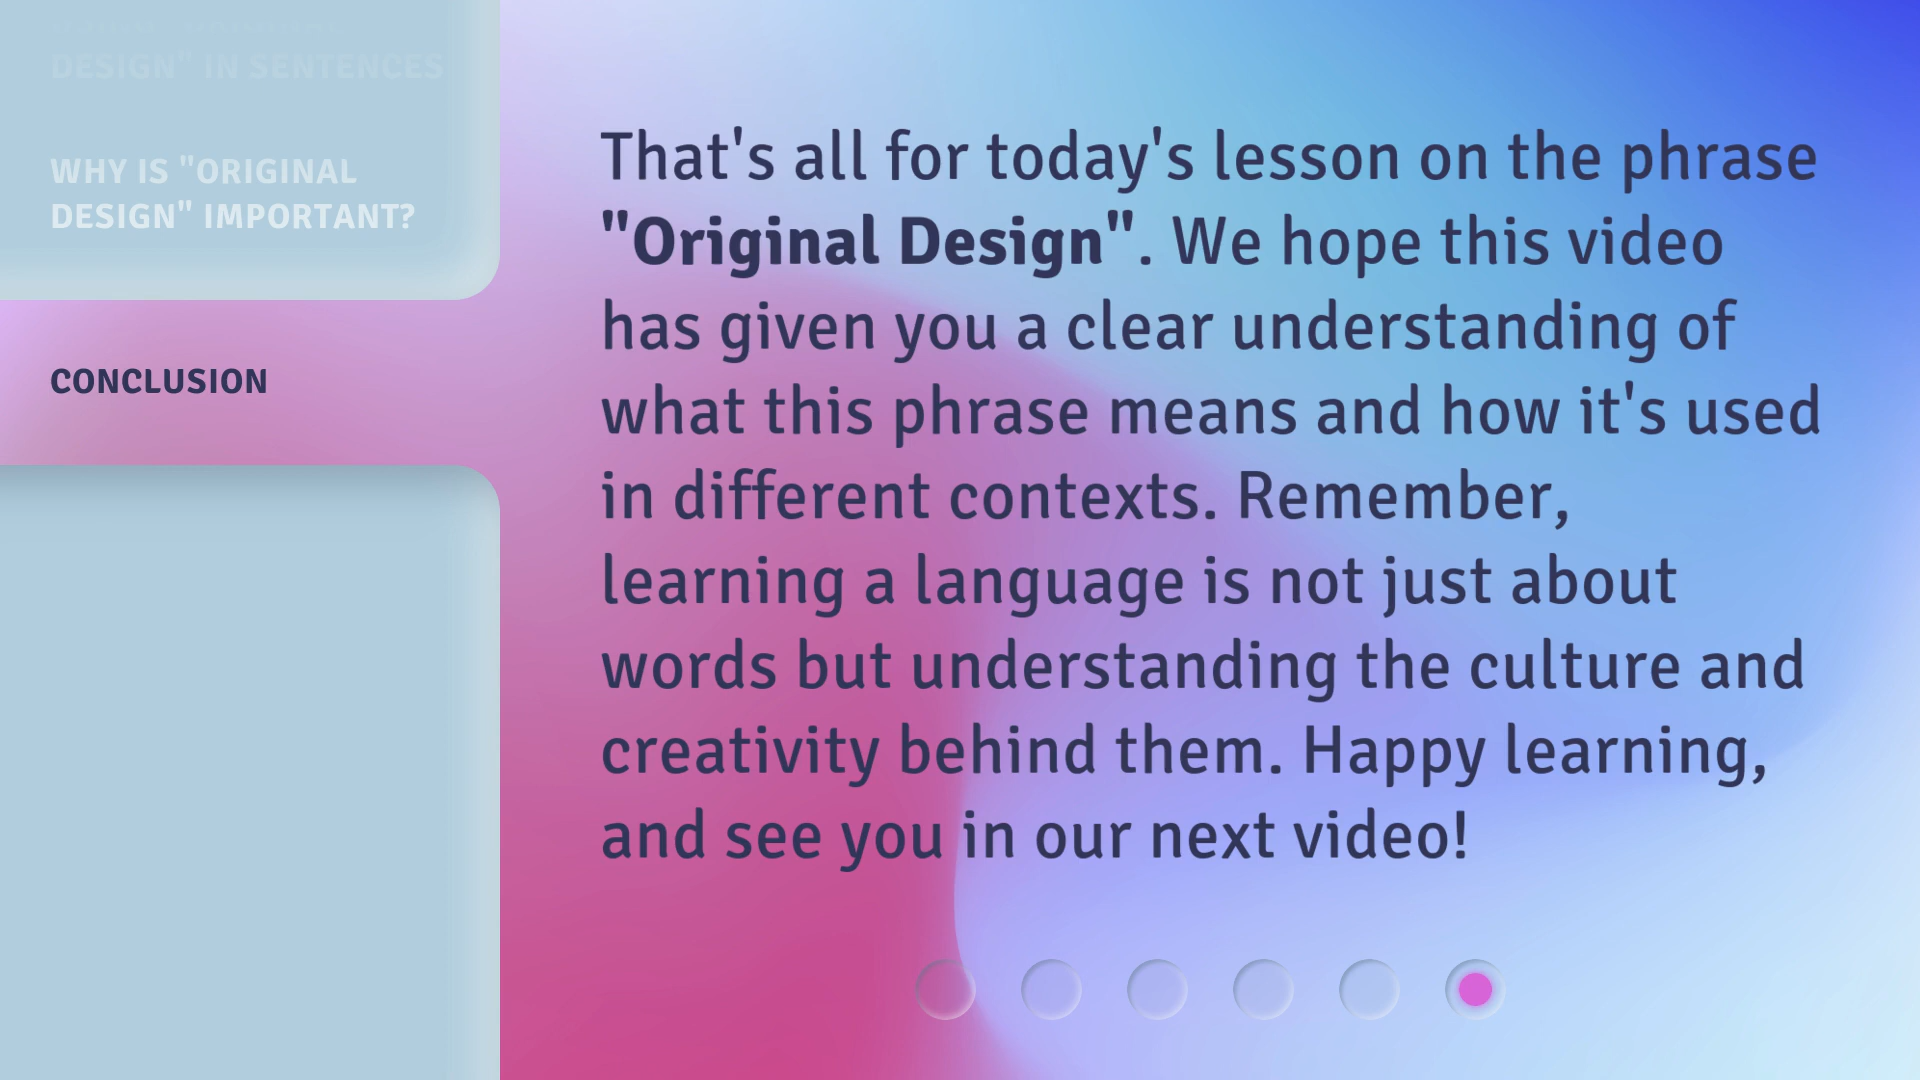 DESIGN" IN SENTENCES
WHY IS "ORIGINAL
DESIGN" IMPORTANT?
CONCLUSION
That's all for today's lesson on the phrase
"Original Design". We hope this video
has given you a clear understanding of
what this phrase means and how it's used
in different contexts. Remember,
learning a language is not just about
words but understanding the culture and
creativity behind them. Happy learning,
and see you in our next video!